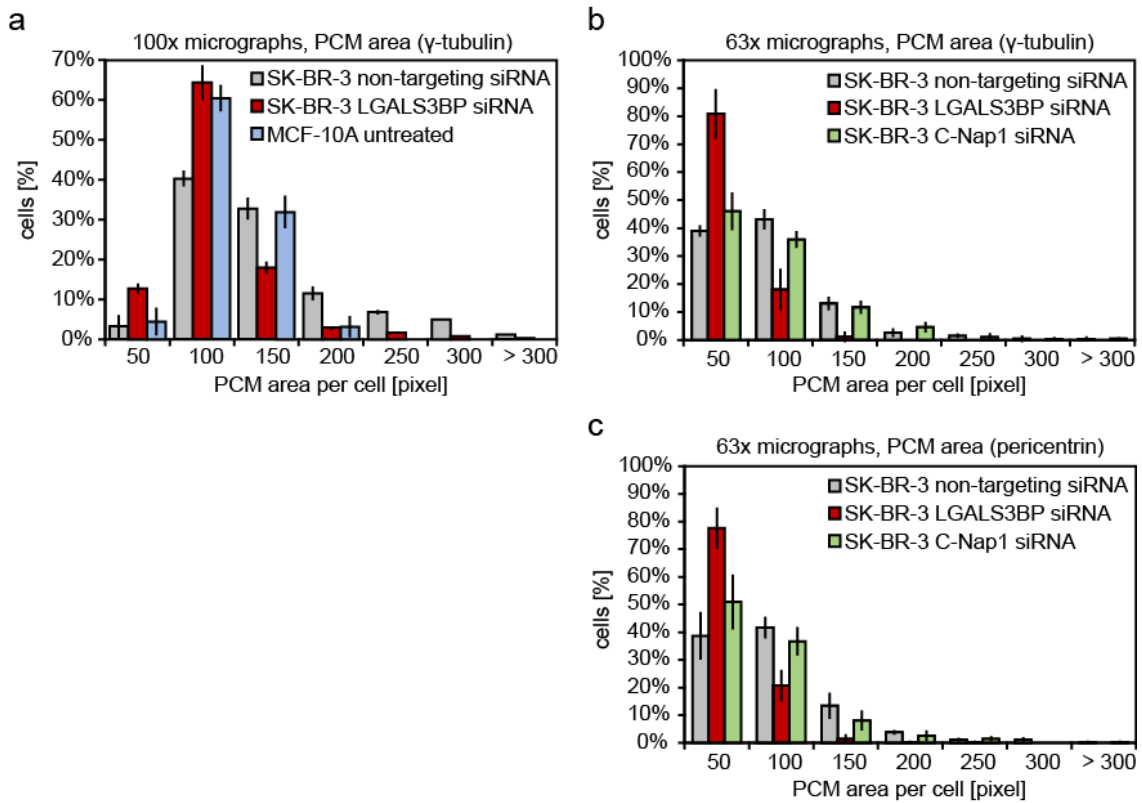 a
100x micrographs, PCM area (γ-tubulin)
70%
60%
50%
40%
30%
20%
10%
0%
cells [%]
SK-BR-3 non-targeting siRNA
SK-BR-3 LGALS3BP siRNA
MCF-10A untreated
50 100 150 200 250 300 > 300
PCM area per cell [pixel]
b
63x micrographs, PCM area (γ-tubulin)
100%
90%
80%
70%
60%
50%
40%
30%
20%
10%
0%
cells [%]
SK-BR-3 non-targeting siRNA
SK-BR-3 LGALS3BP siRNA
SK-BR-3 C-Nap1 siRNA
50 100 150 200 250 300 > 300
PCM area per cell [pixel]
c
63x micrographs, PCM area (pericentrin)
100%
90%
80%
70%
60%
50%
40%
30%
20%
10%
0%
cells [%]
SK-BR-3 non-targeting siRNA
SK-BR-3 LGALS3BP siRNA
SK-BR-3 C-Nap1 siRNA
50 100 150 200 250 300 > 300
PCM area per cell [pixel]